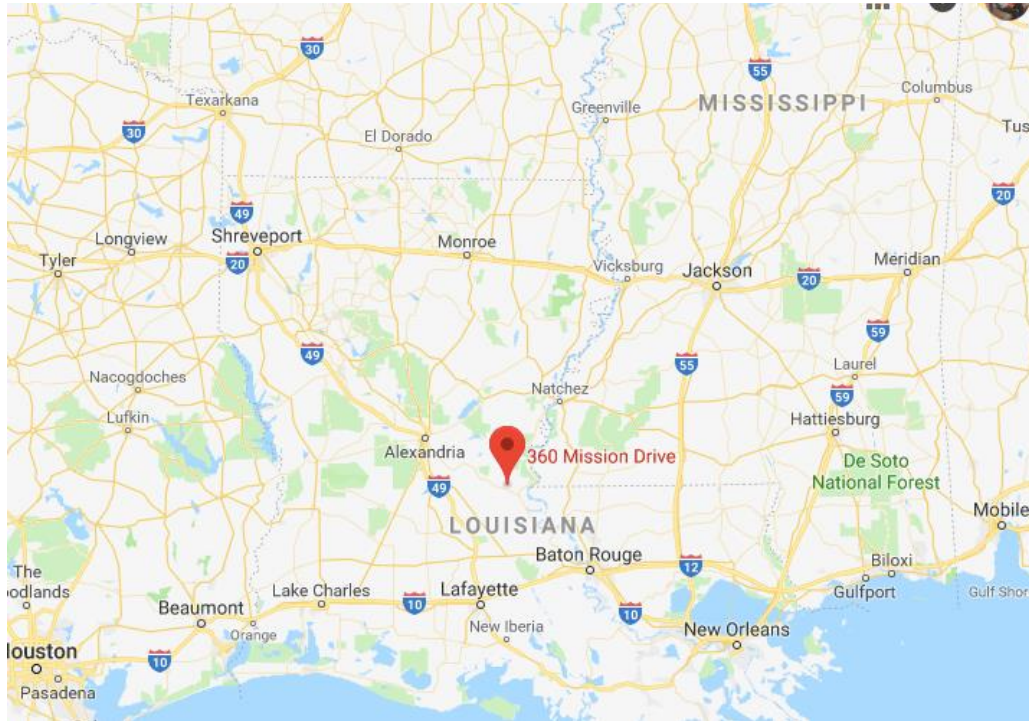 30
55
Columbus
Texarkana
Greenville
MISSISSIPPI
30
El Dorado
Tus
20
49
Longview
Shreveport
Monroe
Tyler
20
Vicksburg
Jackson
20
Meridian
59
49
55
Laurel
Nacogdoches
Natchez
59
Lufkin
Hattiesburg
Alexandria
360 Mission Drive
De Soto
National Forest
49
LOUISIANA
Mobile
Baton Rouge
12
Biloxi
The
oodlands
Lake Charles
10
Lafayette
Gulfport
Gulf Shor
Beaumont
10
Orange
New Iberia
New Orleans
louston
10
Pasadena